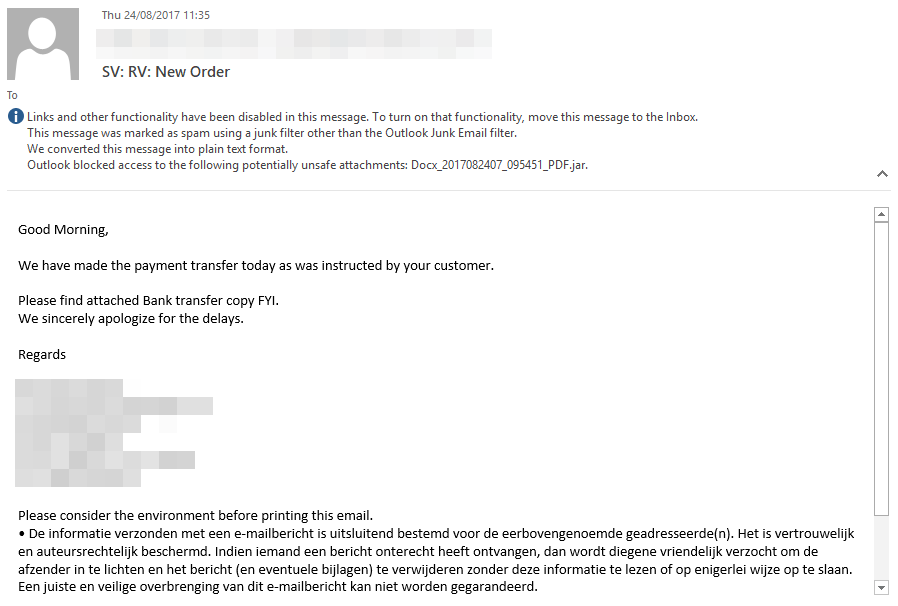 Thu 24/08/2017 11:35
SV: RV: New Order
To
Links and other functionality have been disabled in this message. To turn on that functionality, move this message to the Inbox.
This message was marked as spam using a junk filter other than the Outlook Junk Email filter.
We converted this message into plain text format.
Outlook blocked access to the following potentially unsafe attachments: Docx_2017082407_095451_PDF.jar.
Good Morning,
We have made the payment transfer today as was instructed by your customer.
Please find attached Bank transfer copy FYI.
We sincerely apologize for the delays.
Regards
Please consider the environment before printing this email.
• De informatie verzonden met een e-mailbericht is uitsluitend bestemd voor de eerbovengenoemde geadresseerde(n). Het is vertrouwelijk
en auteursrechtelijk beschermd. Indien iemand een bericht onterecht heeft ontvangen, dan wordt diegene vriendelijk verzocht om de
afzender in te lichten en het bericht (en eventuele bijlagen) te verwijderen zonder deze informatie te lezen of op enigerlei wijze op te slaan.
Een juiste en veilige overbrenging van dit e-mailbericht kan niet worden gegarandeerd.